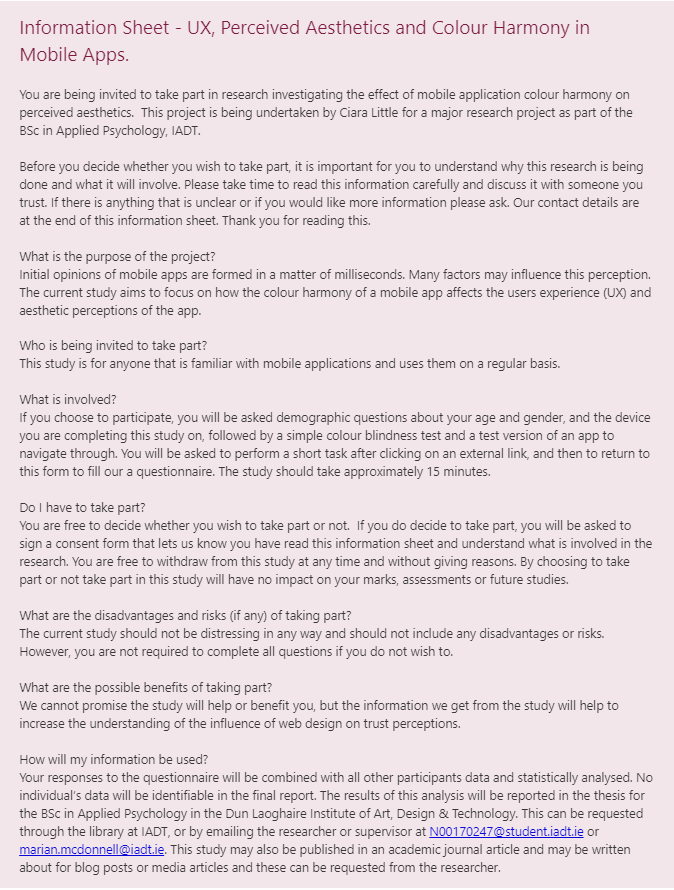 Information Sheet - UX, Perceived Aesthetics and Colour Harmony in
Mobile Apps.
You are being invited to take part in research investigating the effect of mobile application colour harmony on
perceived aesthetics.  This project is being undertaken by Ciara Little for a major research project as part of the
BSc in Applied Psychology, IADT.
Before you decide whether you wish to take part, it is important for you to understand why this research is being
done and what it will involve. Please take time to read this information carefully and discuss it with someone you
trust. If there is anything that is unclear or if you would like more information please ask. Our contact details are
at the end of this information sheet. Thank you for reading this.
What is the purpose of the project?
Initial opinions of mobile apps are formed in a matter of milliseconds. Many factors may influence this perception.
The current study aims to focus on how the colour harmony of a mobile app affects the users experience (UX) and
aesthetic perceptions of the app.
Who is being invited to take part?
This study is for anyone that is familiar with mobile applications and uses them on a regular basis.
What is involved?
If you choose to participate, you will be asked demographic questions about your age and gender, and the device
you are completing this study on, followed by a simple colour blindness test and a test version of an app to
navigate through. You will be asked to perform a short task after clicking on an external link, and then to return to
this form to fill our a questionnaire. The study should take approximately 15 minutes.
Do I have to take part?
You are free to decide whether you wish to take part or not.  If you do decide to take part, you will be asked to
sign a consent form that lets us know you have read this information sheet and understand what is involved in the
research. You are free to withdraw from this study at any time and without giving reasons. By choosing to take
part or not take part in this study will have no impact on your marks, assessments or future studies.
What are the disadvantages and risks (if any) of taking part?
The current study should not be distressing in any way and should not include any disadvantages or risks.
However, you are not required to complete all questions if you do not wish to.
What are the possible benefits of taking part?
We cannot promise the study will help or benefit you, but the information we get from the study will help to
increase the understanding of the influence of web design on trust perceptions.
How will my information be used?
Your responses to the questionnaire will be combined with all other participants data and statistically analysed. No
individual's data will be identifiable in the final report. The results of this analysis will be reported in the thesis for
the BSc in Applied Psychology in the Dun Laoghaire Institute of Art, Design & Technology. This can be requested
through the library at IADT, or by emailing the researcher or supervisor at N00170247@student.iadt.ie or
marian.mcdonnell@iadt.ie. This study may also be published in an academic journal article and may be written
about for blog posts or media articles and these can be requested from the researcher.